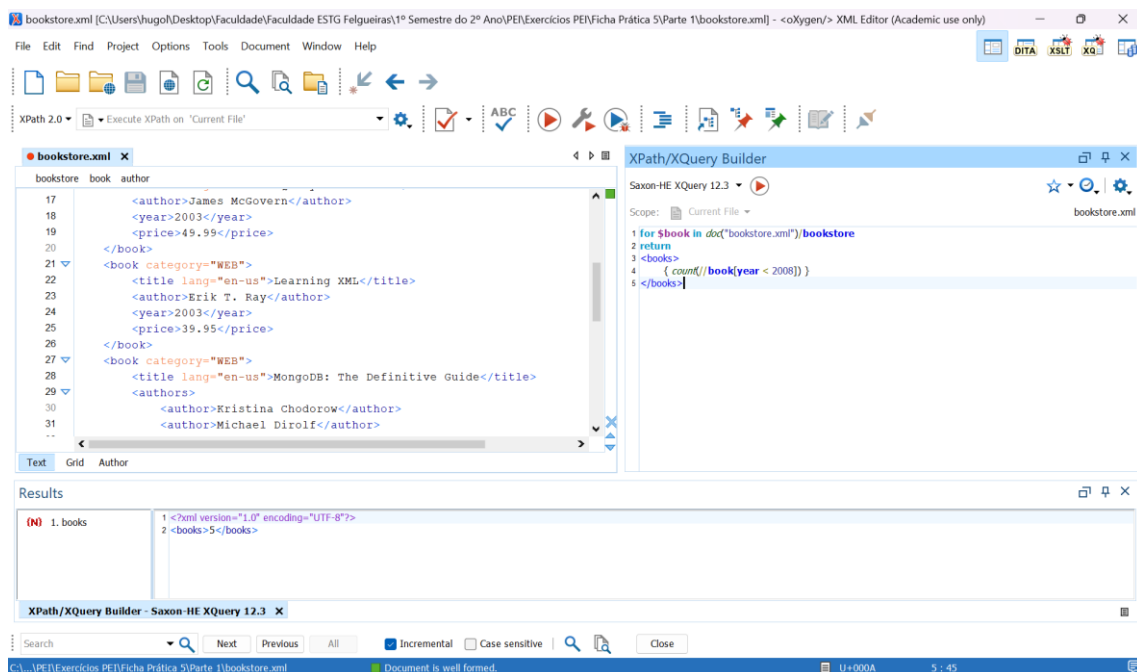 bookstore.xml [C:\Users\hugol\Desktop\Faculdade\Faculdade ESTG Felgueiras\1º Semestre do 2º Ano\PEI\Exercícios PEI\Ficha Prática 5\Parte 1\bookstore.xml] - <oXygen/> XML Editor (Academic use only)
File Edit Find Project Options Tools Document Window Help
DITA XSLT XQ
XPath 2.0 Execute XPath on 'Current File' ABC
bookstore.xml
bookstore book author
17 <author>James McGovern</author>
18 <year>2003</year>
19 <price>49.99</price>
20 </book>
21 <book category="WEB">
22 <title lang="en-us">Learning XML</title>
23 <author>Erik T. Ray</author>
24 <year>2003</year>
25 <price>39.95</price>
26 </book>
27 <book category="WEB">
28 <title lang="en-us">MongoDB: The Definitive Guide</title>
29 <authors>
30 <author>Kristina Chodorow</author>
31 <author>Michael Dirolf</author>
Text Grid Author
XPath/XQuery Builder
Saxon-HE XQuery 12.3
Scope: Current File bookstore.xml
1 for $book in doc("bookstore.xml")/bookstore
2 return
3 <books>
4 { count(//book[year < 2008]) }
5 </books>
Results
{N} 1. books
1 <?xml version="1.0" encoding="UTF-8"?>
2 <books>5</books>
XPath/XQuery Builder - Saxon-HE XQuery 12.3
Search Next Previous All Incremental Case sensitive Close
C:\...\PEI\Exercícios PEI\Ficha Prática 5\Parte 1\bookstore.xml Document is well formed. U+000A 5 : 45